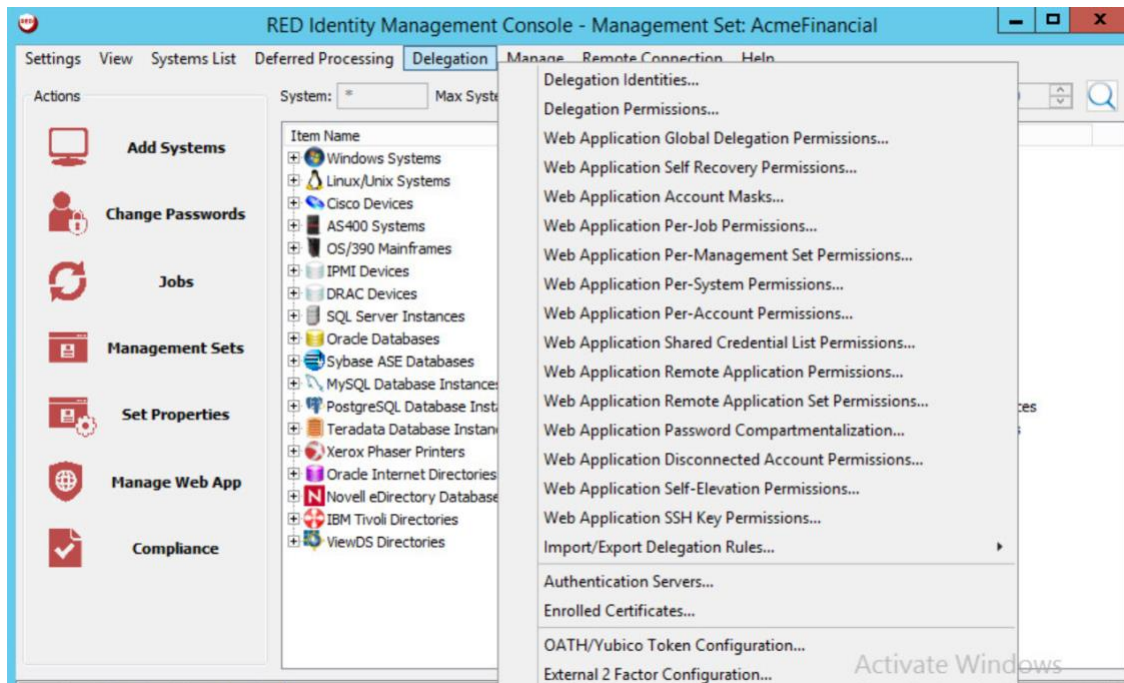 RED
RED Identity Management Console - Management Set: AcmeFinancial
Settings View Systems List Deferred Processing Delegation Manage Remote Connection Help
Actions
Add Systems
Change Passwords
Jobs
Management Sets
Set Properties
Manage Web App
Compliance
System: * Max Syste
Item Name
Windows Systems
Linux/Unix Systems
Cisco Devices
AS400 Systems
OS/390 Mainframes
IPMI Devices
DRAC Devices
SQL Server Instances
Oracle Databases
Sybase ASE Databases
MySQL Database Instances
PostgreSQL Database Insta
Teradata Database Instan
Xerox Phaser Printers
Oracle Internet Directories
Novell eDirectory Database
IBM Tivoli Directories
ViewDS Directories
Delegation Identities...
Delegation Permissions...
Web Application Global Delegation Permissions...
Web Application Self Recovery Permissions...
Web Application Account Masks...
Web Application Per-Job Permissions...
Web Application Per-Management Set Permissions...
Web Application Per-System Permissions...
Web Application Per-Account Permissions...
Web Application Shared Credential List Permissions...
Web Application Remote Application Permissions...
Web Application Remote Application Set Permissions...
Web Application Password Compartmentalization...
Web Application Disconnected Account Permissions...
Web Application Self-Elevation Permissions...
Web Application SSH Key Permissions...
Import/Export Delegation Rules...
Authentication Servers...
Enrolled Certificates...
OATH/Yubico Token Configuration...
External 2 Factor Configuration...
ces
Activate Windows